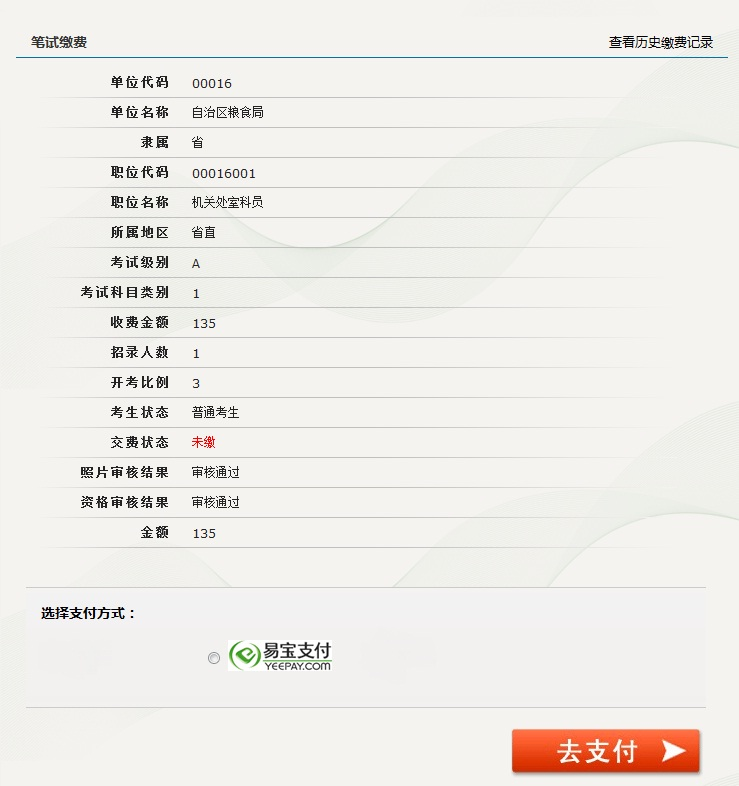 笔试缴费 查看历史缴费记录
单位代码 00016
单位名称 自治区粮食局
隶属 省
职位代码 00016001
职位名称 机关处室科员
所属地区 省直
考试级别 A
考试科目类别 1
收费金额 135
招录人数 1
开考比例 3
考生状态 普通考生
交费状态 未缴
照片审核结果 审核通过
资格审核结果 审核通过
金额 135
选择支付方式：
易宝支付
YEEPAY.COM
去支付